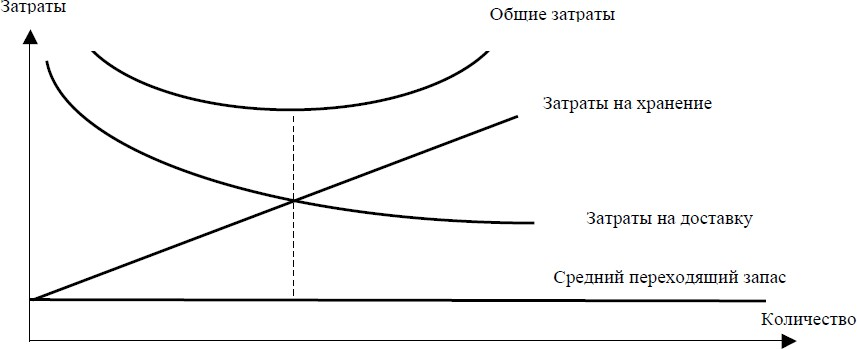 Затраты
Общие затраты
Затраты на хранение
Затраты на доставку
Средний переходящий запас
Количество